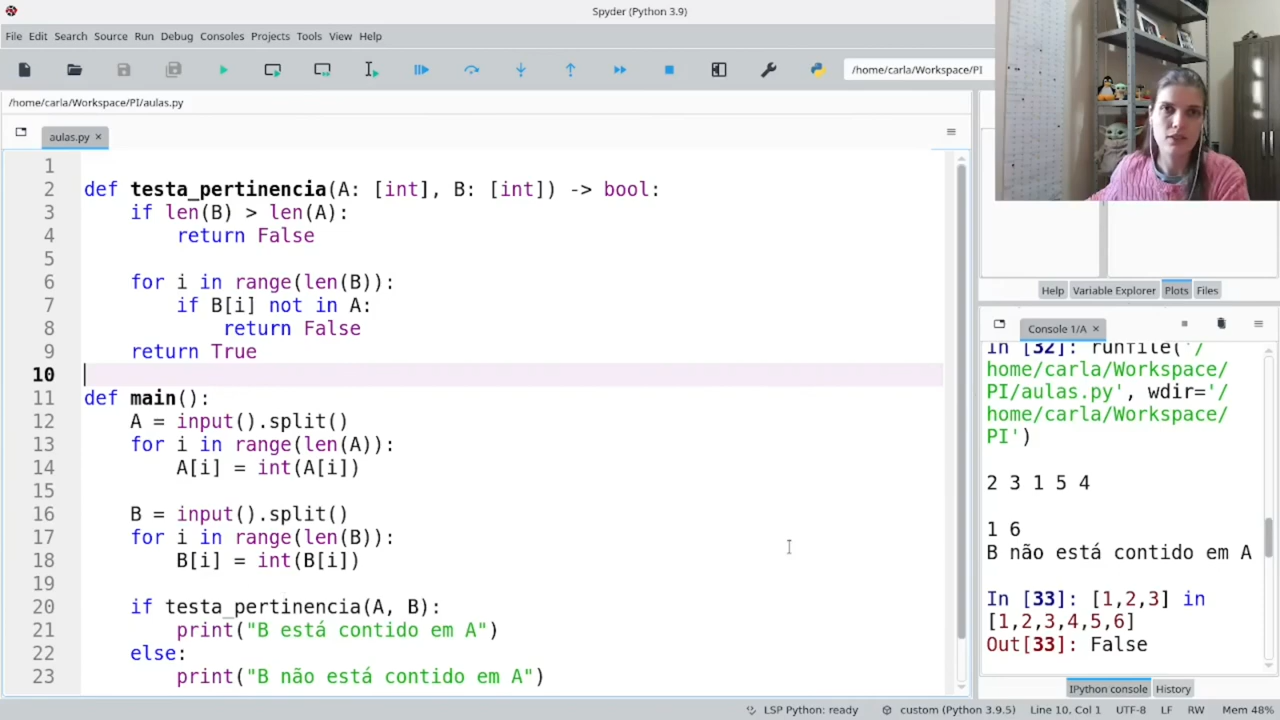 Spyder (Python 3.9)
File Edit Search Source Run Debug Consoles Projects Tools View Help
/home/carla/Workspace/PI
/home/carla/Workspace/PI/aulas.py
aulas.py
1
2 def testa_pertinencia(A: [int], B: [int]) -> bool:
3 if len(B) > len(A):
4 return False
5
6 for i in range(len(B)):
7 if B[i] not in A:
8 return False
9 return True
10
11 def main():
12 A = input().split()
13 for i in range(len(A)):
14 A[i] = int(A[i])
15
16 B = input().split()
17 for i in range(len(B)):
18 B[i] = int(B[i])
19
20 if testa_pertinencia(A, B):
21 print("B está contido em A")
22 else:
23 print("B não está contido em A")
Help Variable Explorer Plots Files
Console 1/A
In [32]: runfile('/
home/carla/Workspace/
PI/aulas.py', wdir='/
home/carla/Workspace/
PI')
2 3 1 5 4
1 6
B não está contido em A
In [33]: [1,2,3] in
[1,2,3,4,5,6]
Out[33]: False
IPython console History
LSP Python: ready custom (Python 3.9.5) Line 10, Col 1 UTF-8 LF RW Mem 48%